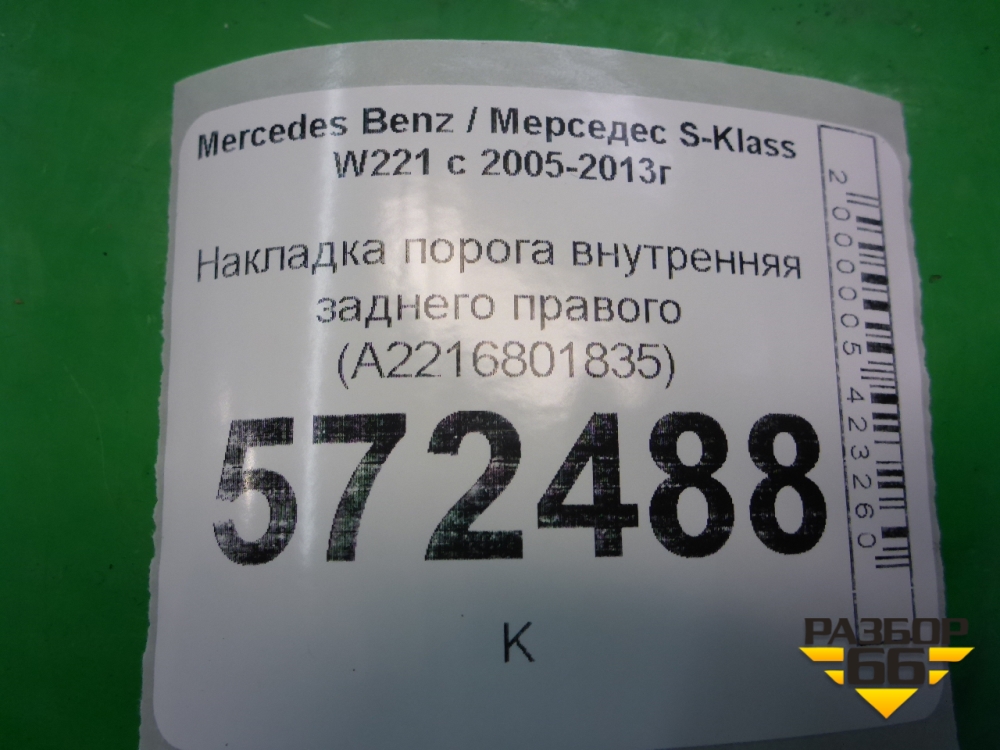 Mercedes Benz / Мерседес S-Klass
W221 с 2005-2013г
Накладка порога внутренняя
заднего правого
(A2216801835)
572488
К
2000005423260
РАЗБОР
66